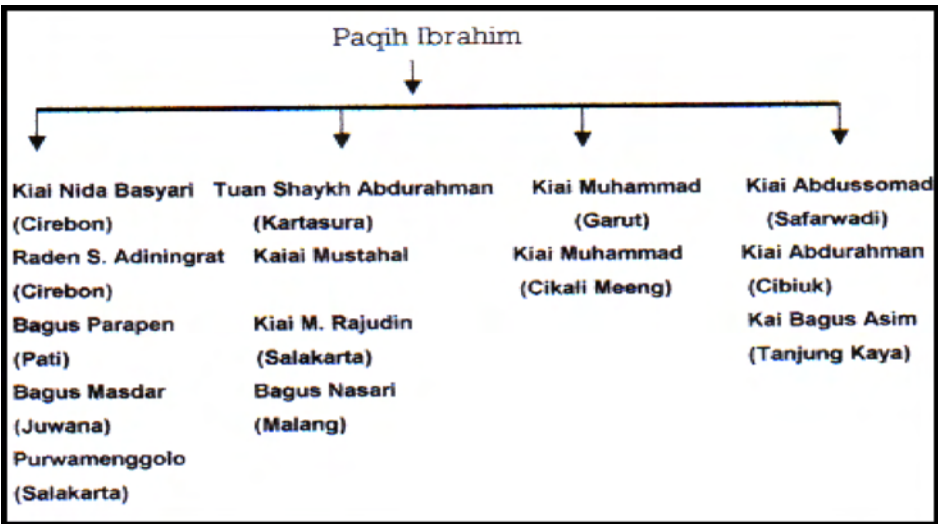 Paqih Ibrahim
Kiai Nida Basyari
(Cirebon)
Raden S. Adiningrat
(Cirebon)
Bagus Parapen
(Pati)
Bagus Masdar
(Juwana)
Purwamenggolo
(Salakarta)
Tuan Shaykh Abdurahman
(Kartasura)
Kaiai Mustahal
Kiai M. Rajudin
(Salakarta)
Bagus Nasari
(Malang)
Kiai Muhammad
(Garut)
Kiai Muhammad
(Cikali Meeng)
Kiai Abdussomad
(Safarwadi)
Kiai Abdurahman
(Cibiuk)
Kai Bagus Asim
(Tanjung Kaya)